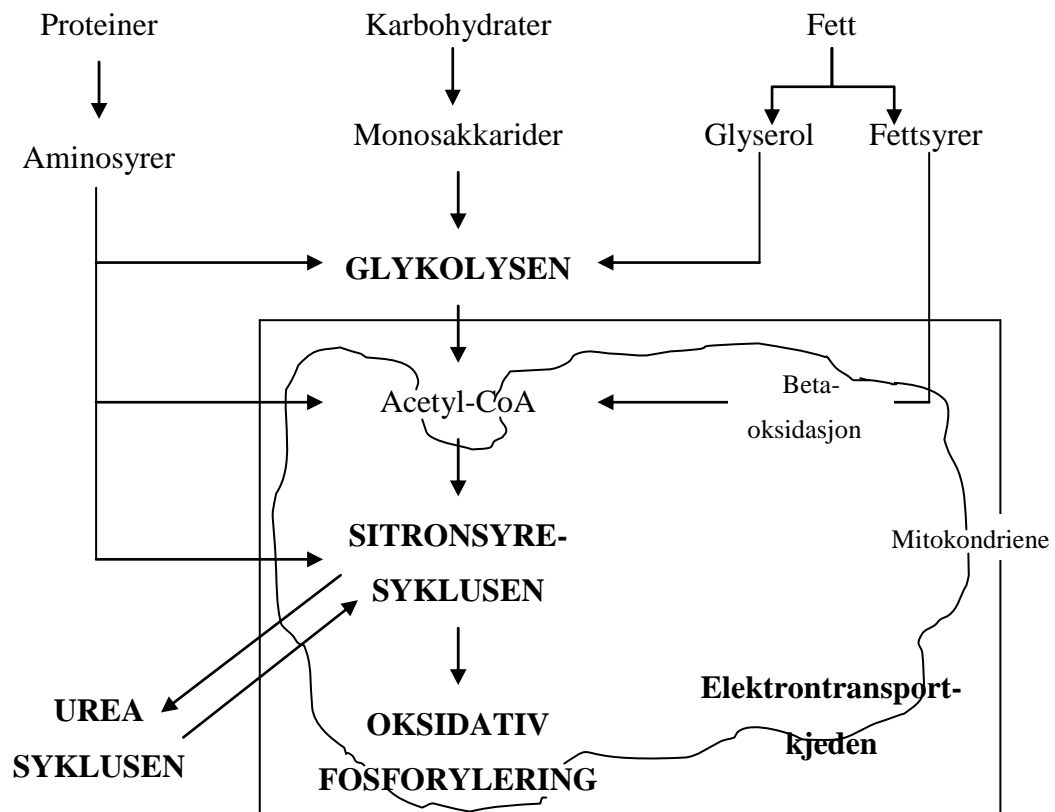 Proteiner
Karbohydrater
Fett
Aminosyrer
Monosakkarider
Glyserol
Fettsyrer
GLYKOLYSEN
Acetyl-CoA
Beta-
oksidasjon
SITRONSYRE-
SYKLUSEN
Mitokondriene
UREA
SYKLUSEN
OKSIDATIV
FOSFORYLERING
Elektrontransport-
kjeden